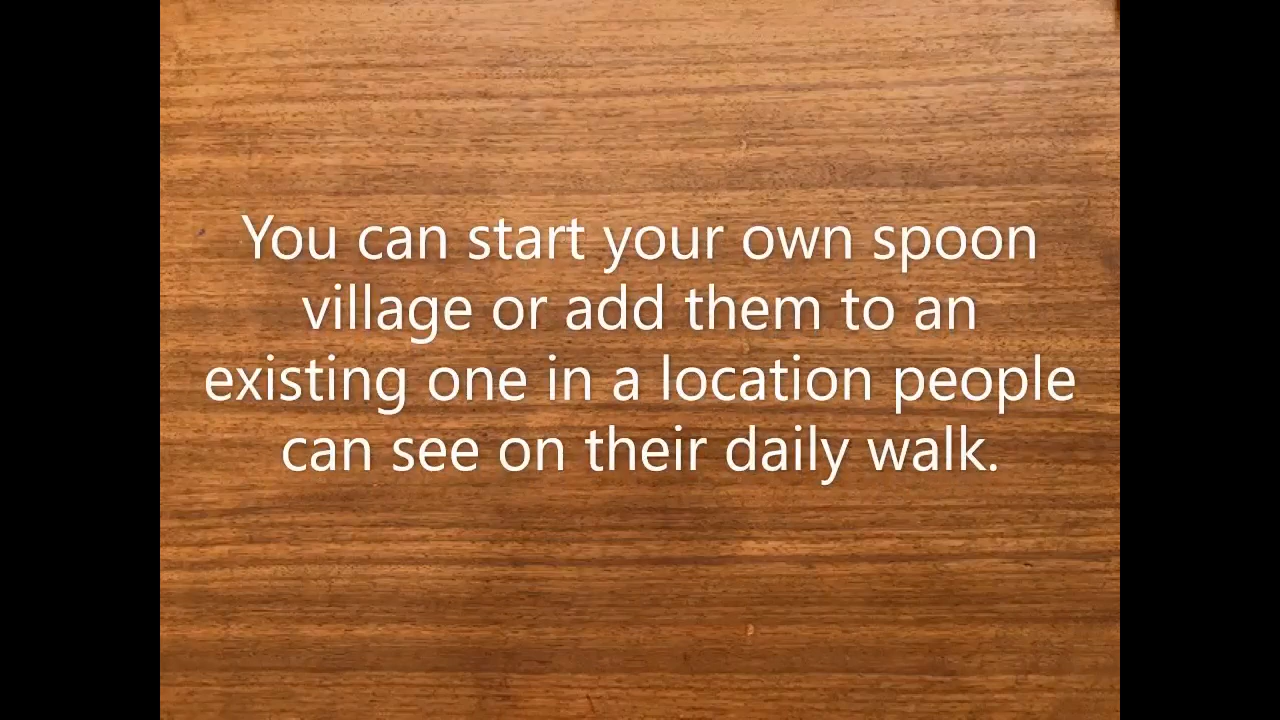 You can start your own spoon
village or add them to an
existing one in a location people
can see on their daily walk.